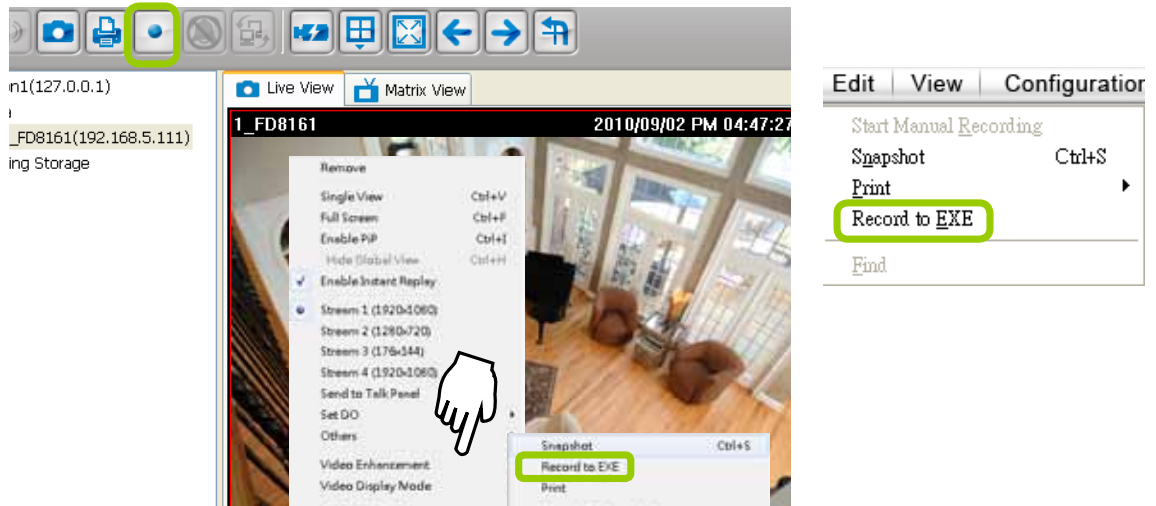 n1(127.0.0.1)
_FD8161(192.168.5.111)
ing Storage
Live View
Matrix View
1_FD8161
2010/09/02 PM 04:47:27
Remove
Single View Ctrl+V
Full Screen Ctrl+F
Enable PiP Ctrl+I
Hide Global View Ctrl+H
Enable Instant Replay
Stream 1 (1920x1080)
Stream 2 (1280x720)
Stream 3 (176x144)
Stream 4 (1920x1080)
Send to Talk Panel
Set DO
Others
Video Enhancement
Video Display Mode
Snapshot Ctrl+S
Record to EXE
Print
Edit View Configuration
Start Manual Recording
Snapshot Ctrl+S
Print
Record to EXE
Find